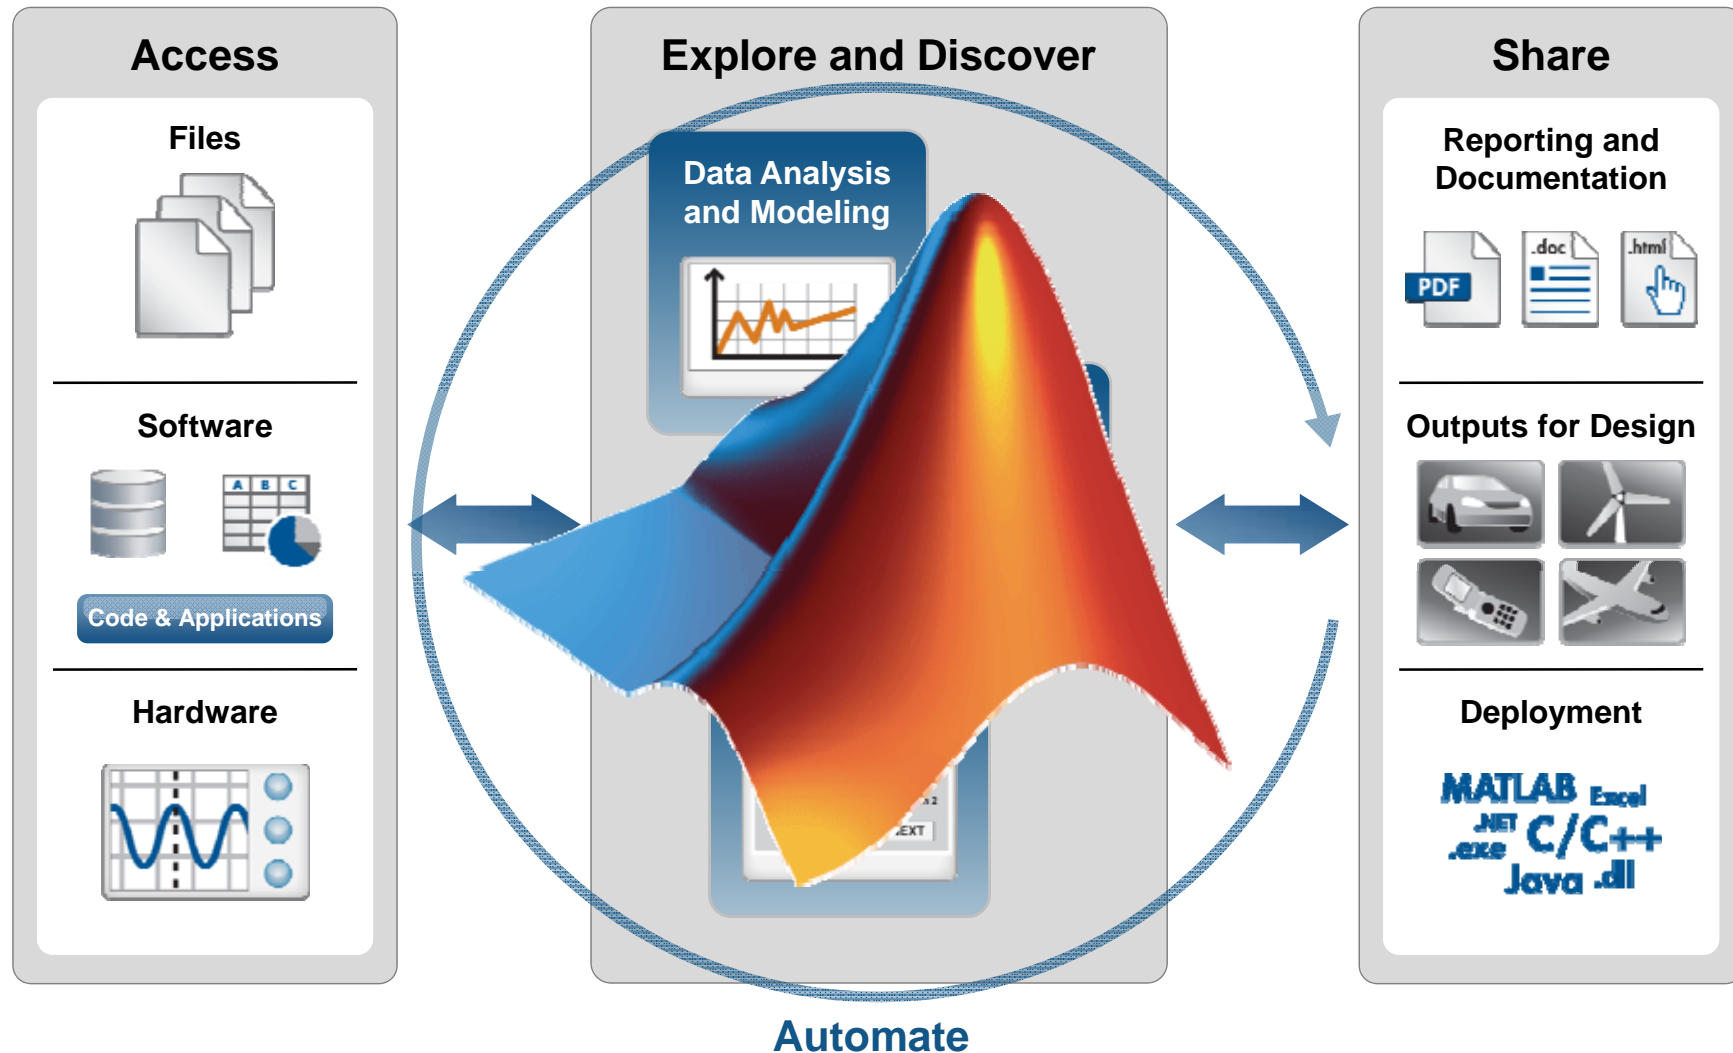 Access
Files
Software
A B C
Code & Applications
Hardware
Explore and Discover
Data Analysis
and Modeling
2
Share
Reporting and
Documentation
PDF
.doc
.html
Outputs for Design
Deployment
MATLAB Excel
.NET
.exe C/C++
Java .dll
Automate